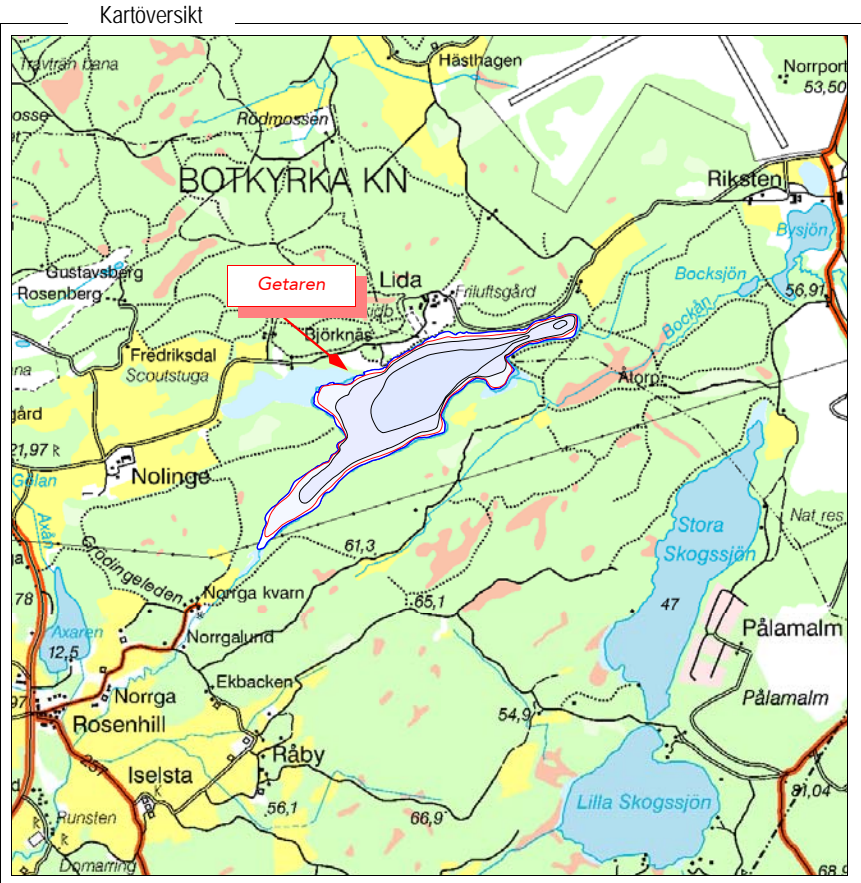 Kartöversikt
Hästhagen
Norrport
53,50
Rödmossen
BOTKYRKA KN
Riksten
Bysjön
Gustavsberg
Rosenberg
Getaren
Lida
Friluftsgård
Bocksjön
56,91
Bockån
Björknäs
Fredriksdal
Scoutstuga
Åtorp
gård
21,97 R
Nolinge
Gölan
Axån
Stora
Skogssjön
Nat res
61,3
Grödingeleden
Norrga kvarn
65,1
47
78
Axaren
12,5
Norrgalund
Pålamalm
Ekbacken
97
Norrga
Rosenhill
Pålamalm
54,9
257
Råby
Iselsta
K
81,04
Lilla Skogssjön
56,1
66,9
Runsten
R
R
Domarring
68,9